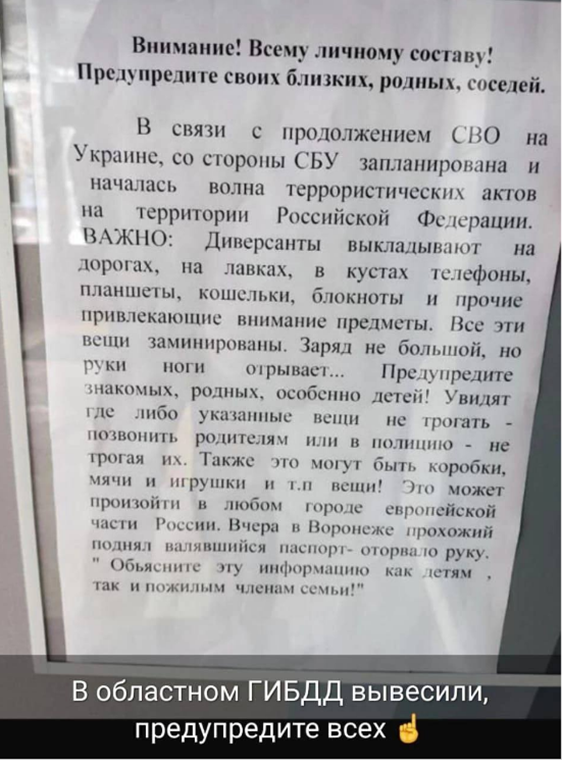 Внимание! Всему личному составу!
Предупредите своих близких, родных, соседей.
В связи с продолжением СВО на
Украине, со стороны СБУ запланирована и
началась волна террористических актов
на территории Российской Федерации.
ВАЖНО: Диверсанты выкладывают на
дорогах, на лавках, в кустах телефоны,
планшеты, кошельки, блокноты и прочие
привлекающие внимание предметы. Все эти
вещи заминированы. Заряд не большой, но
руки ноги отрывает... Предупредите
знакомых, родных, особенно детей! Увидят
где либо указанные вещи не трогать -
позвонить родителям или в полицию - не
трогая их. Также это могут быть коробки,
мячи и игрушки и т.п вещи! Это может
произойти в любом городе европейской
части России. Вчера в Воронеже прохожий
поднял валявшийся паспорт- оторвало руку.
" Обьясните эту информацию как детям ,
так и пожилым членам семьи!"
В областном ГИБДД вывесили,
предупредите всех ☝️